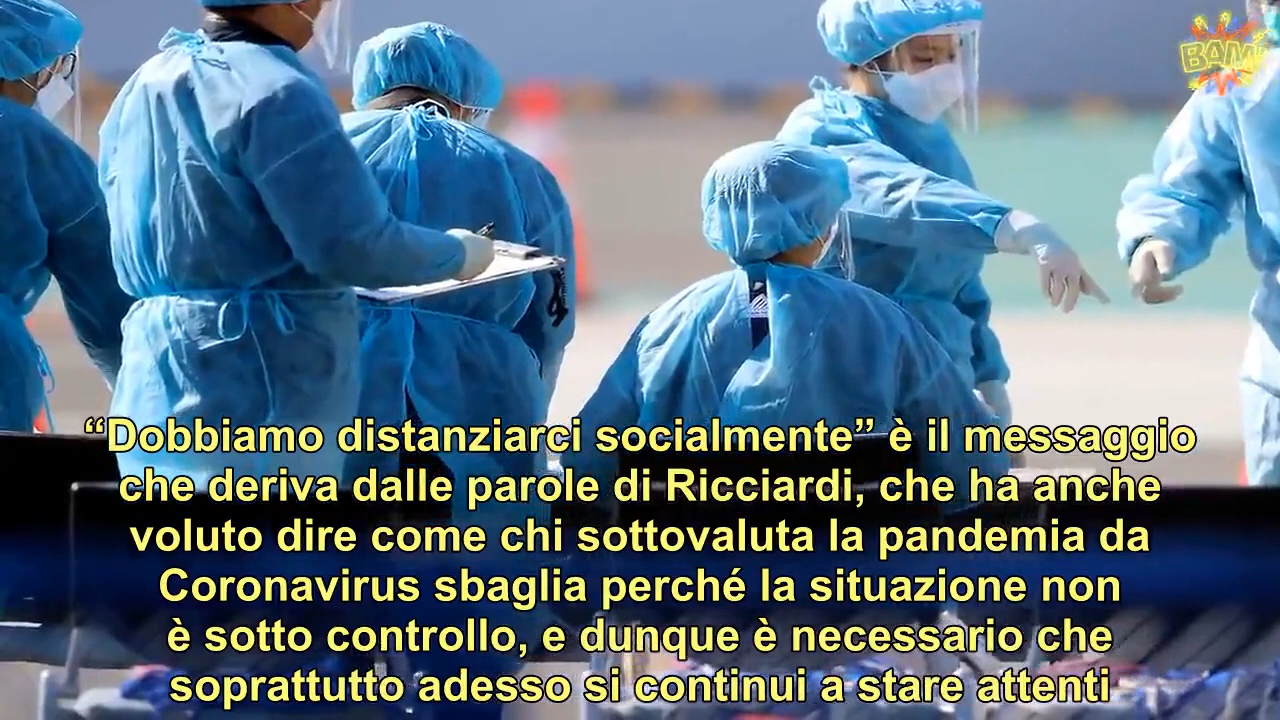 BAM
“Dobbiamo distanziarci socialmente” è il messaggio
che deriva dalle parole di Ricciardi, che ha anche
voluto dire come chi sottovaluta la pandemia da
Coronavirus sbaglia perché la situazione non
è sotto controllo, e dunque è necessario che
soprattutto adesso si continui a stare attenti